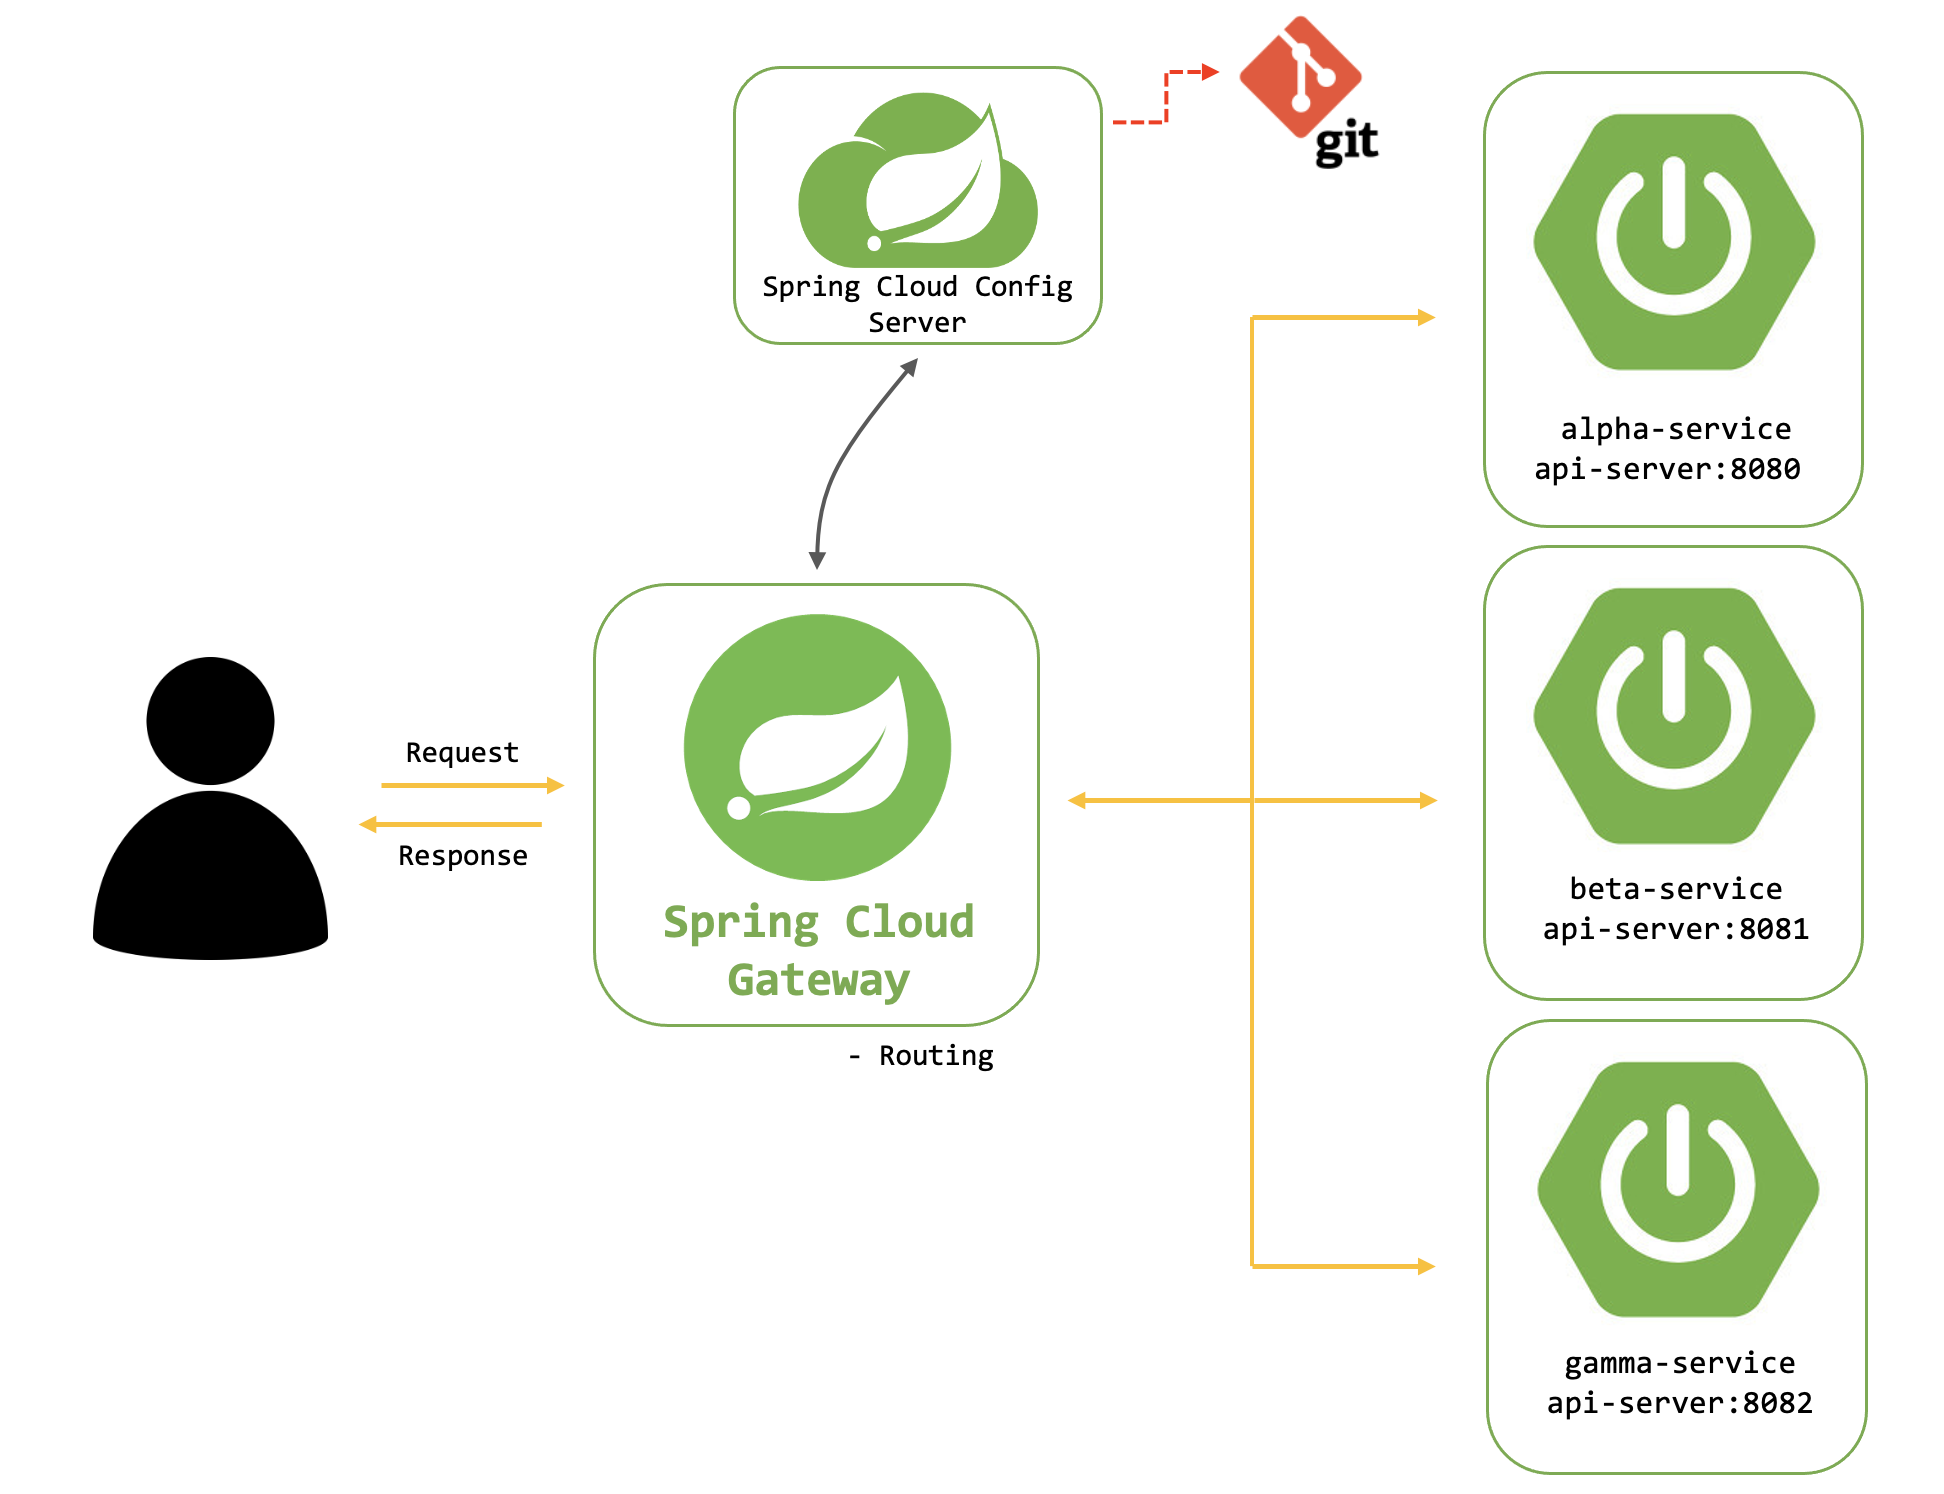 git
Spring Cloud Config
Server
alpha-service
api-server:8080
Request
Response
Spring Cloud
Gateway
- Routing
beta-service
api-server:8081
gamma-service
api-server:8082